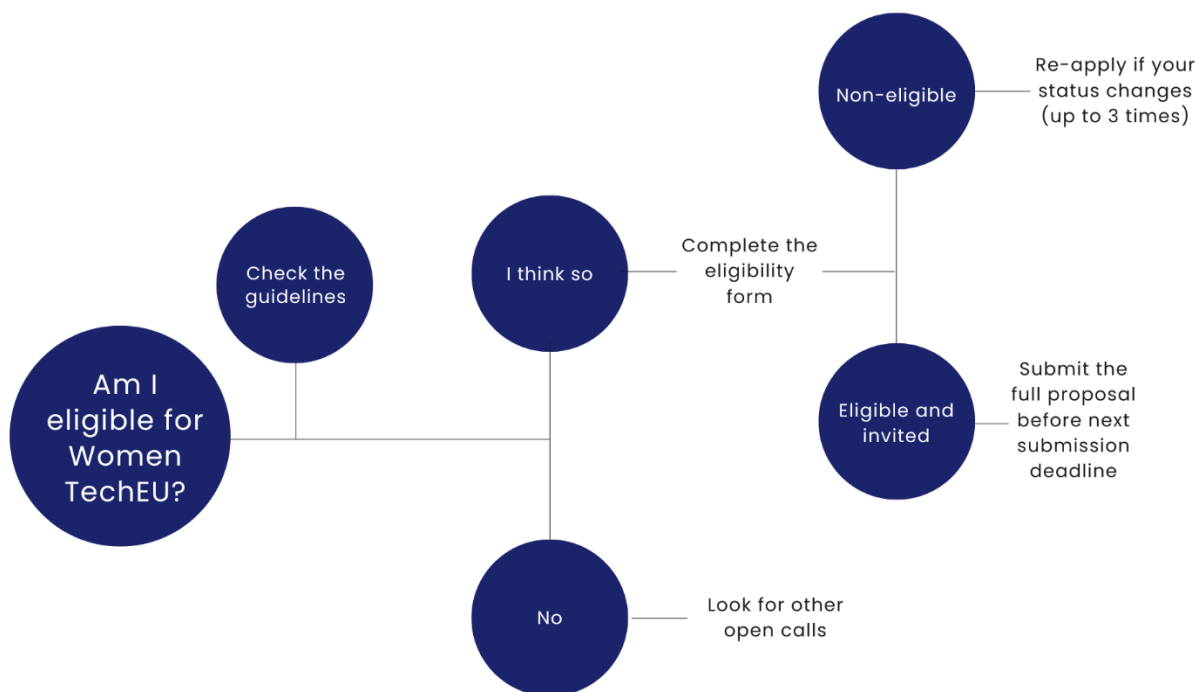 Am I
eligible for
Women
TechEU?
Check the
guidelines
I think so
Complete the
eligibility
form
Non-eligible
Re-apply if your
status changes
(up to 3 times)
Eligible and
invited
Submit the
full proposal
before next
submission
deadline
No
Look for other
open calls